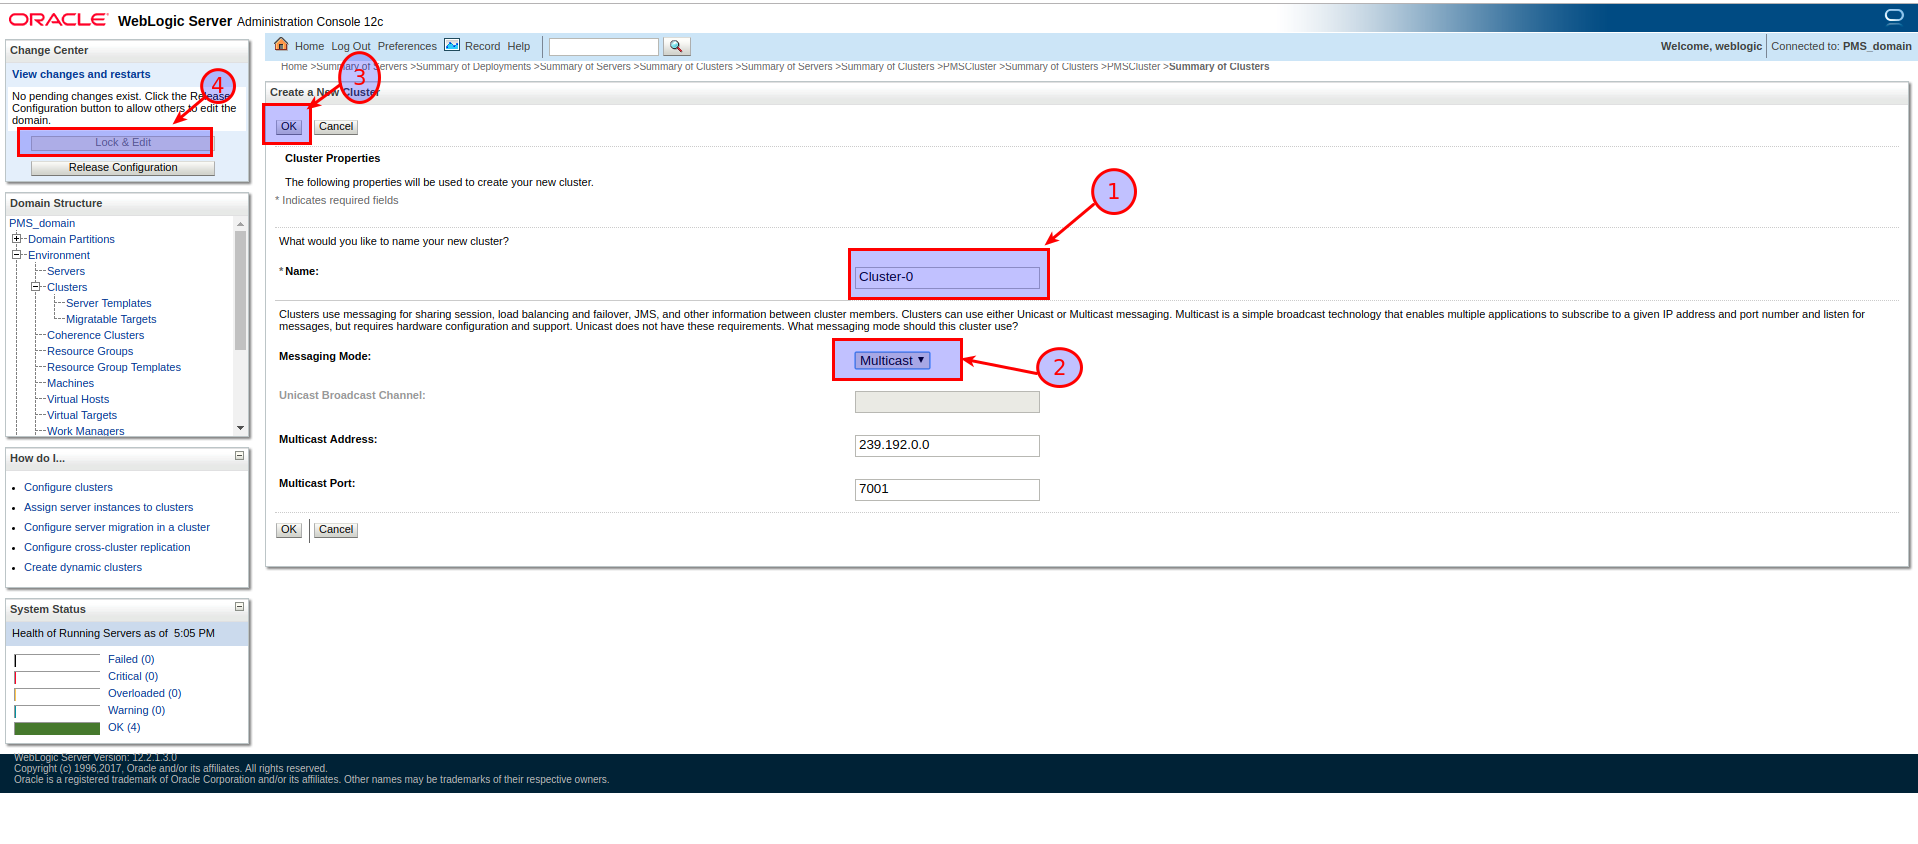 ORACLE WebLogic Server Administration Console 12c
Change Center
View changes and restarts
4
No pending changes exist. Click the Release
Configuration button to allow others to edit the
domain.
Lock & Edit
Release Configuration
Domain Structure
PMS_domain
Domain Partitions
Environment
Servers
Clusters
Server Templates
Migratable Targets
Coherence Clusters
Resource Groups
Resource Group Templates
Machines
Virtual Hosts
Virtual Targets
Work Managers
How do I...
Configure clusters
Assign server instances to clusters
Configure server migration in a cluster
Configure cross-cluster replication
Create dynamic clusters
System Status
Health of Running Servers as of 5:05 PM
Failed (0)
Critical (0)
Overloaded (0)
Warning (0)
OK (4)
Home Log Out Preferences Record Help
Welcome, weblogic Connected to: PMS_domain
Home >Summary of Servers >Summary of Deployments >Summary of Servers >Summary of Clusters >Summary of Servers >Summary of Clusters >PMSCluster >Summary of Clusters >PMSCluster >Summary of Clusters
3
Create a New Cluster
OK Cancel
Cluster Properties
The following properties will be used to create your new cluster.
* Indicates required fields
1
What would you like to name your new cluster?
* Name: Cluster-0
Clusters use messaging for sharing session, load balancing and failover, JMS, and other information between cluster members. Clusters can use either Unicast or Multicast messaging. Multicast is a simple broadcast technology that enables multiple applications to subscribe to a given IP address and port number and listen for
messages, but requires hardware configuration and support. Unicast does not have these requirements. What messaging mode should this cluster use?
Messaging Mode: Multicast
2
Unicast Broadcast Channel:
Multicast Address: 239.192.0.0
Multicast Port: 7001
OK Cancel
WebLogic Server Version: 12.2.1.3.0
Copyright (c) 1996,2017, Oracle and/or its affiliates. All rights reserved.
Oracle is a registered trademark of Oracle Corporation and/or its affiliates. Other names may be trademarks of their respective owners.